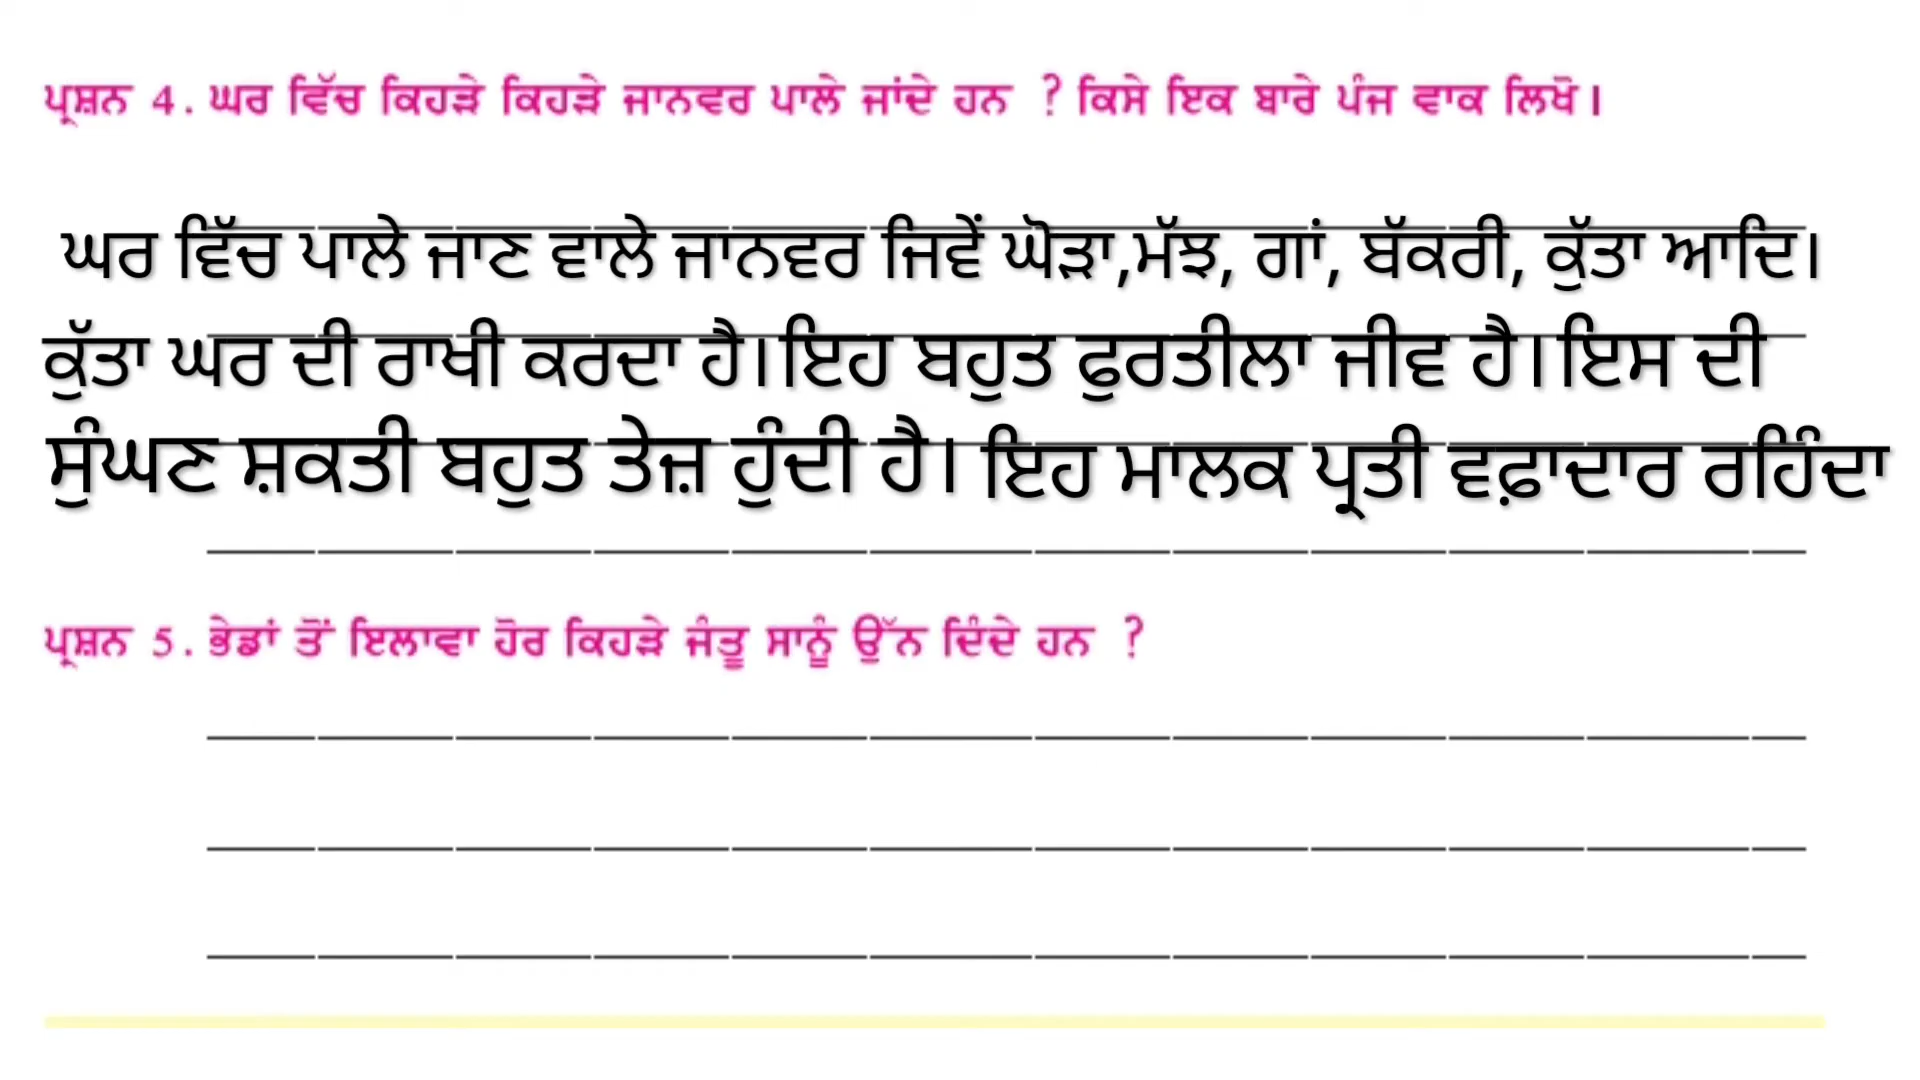 ਪ੍ਰਸ਼ਨ 4. ਘਰ ਵਿੱਚ ਕਿਹੜੇ ਕਿਹੜੇ ਜਾਨਵਰ ਪਾਲੇ ਜਾਂਦੇ ਹਨ ? ਕਿਸੇ ਇਕ ਬਾਰੇ ਪੰਜ ਵਾਕ ਲਿਖੋ।
ਘਰ ਵਿੱਚ ਪਾਲੇ ਜਾਣ ਵਾਲੇ ਜਾਨਵਰ ਜਿਵੇਂ ਘੋੜਾ,ਮੱਝ, ਗਾਂ, ਬੱਕਰੀ, ਕੁੱਤਾ ਆਦਿ।
ਕੁੱਤਾ ਘਰ ਦੀ ਰਾਖੀ ਕਰਦਾ ਹੈ।ਇਹ ਬਹੁਤ ਫੁਰਤੀਲਾ ਜੀਵ ਹੈ।ਇਸ ਦੀ
ਸੁੰਘਣ ਸ਼ਕਤੀ ਬਹੁਤ ਤੇਜ਼ ਹੁੰਦੀ ਹੈ। ਇਹ ਮਾਲਕ ਪ੍ਰਤੀ ਵਫ਼ਾਦਾਰ ਰਹਿੰਦਾ
ਪ੍ਰਸ਼ਨ 5. ਭੇਡਾਂ ਤੋਂ ਇਲਾਵਾ ਹੋਰ ਕਿਹੜੇ ਜੰਤੂ ਸਾਨੂੰ ਉੱਨ ਦਿੰਦੇ ਹਨ ?